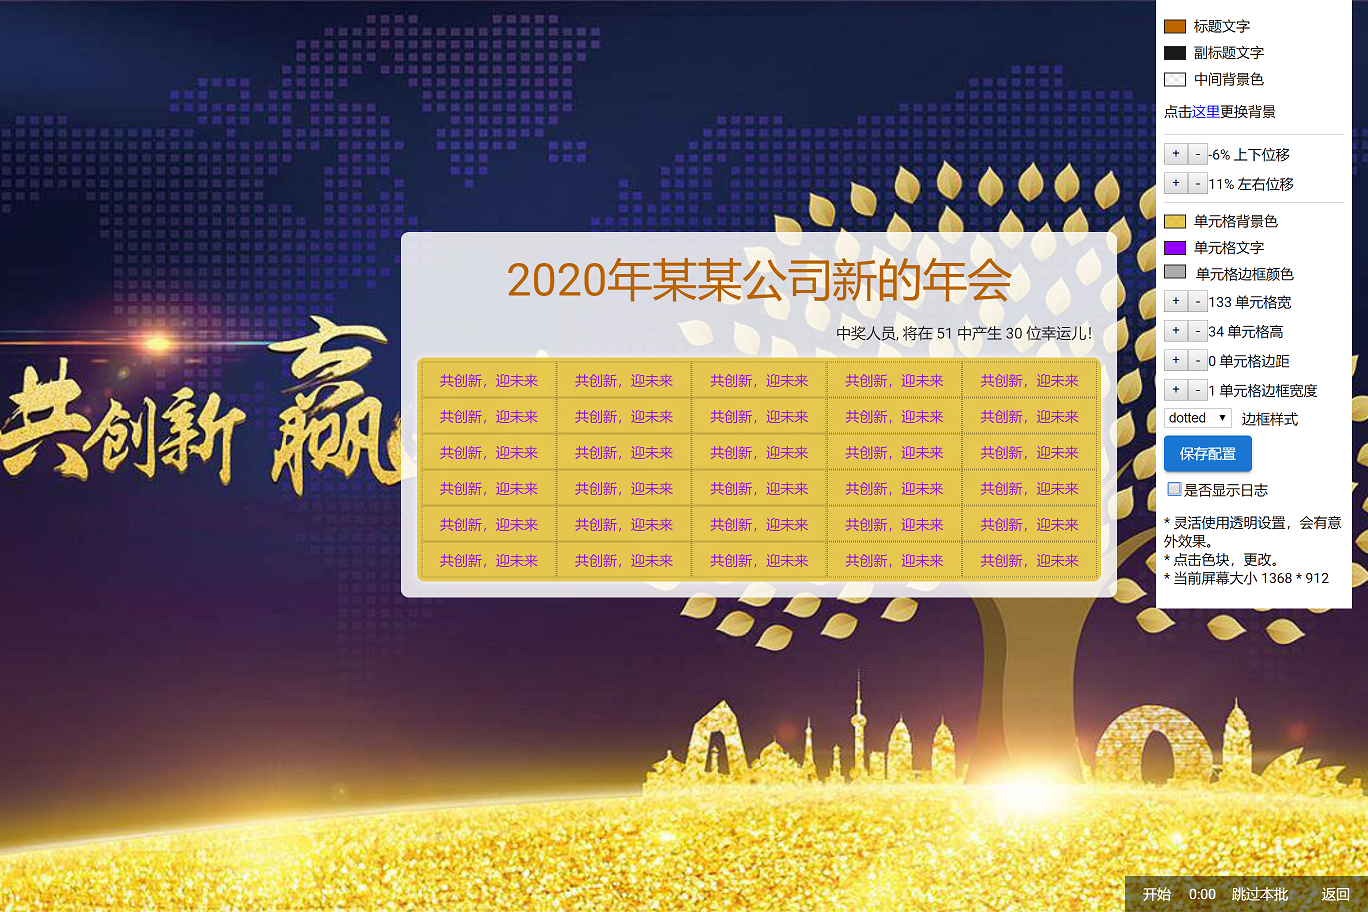 标题文字
副标题文字
中间背景色
点击这里更换背景
+ - -6% 上下位移
+ - 11% 左右位移
单元格背景色
单元格文字
单元格边框颜色
+ - 133 单元格宽
+ - 34 单元格高
+ - 0 单元格边距
+ - 1 单元格边框宽度
dotted 边框样式
保存配置
是否显示日志
* 灵活使用透明设置，会有意
外效果。
* 点击色块，更改。
* 当前屏幕大小 1368 * 912
2020年某某公司新的年会
中奖人员, 将在 51 中产生 30 位幸运儿!
共创新，迎未来 共创新，迎未来 共创新，迎未来 共创新，迎未来 共创新，迎未来
共创新，迎未来 共创新，迎未来 共创新，迎未来 共创新，迎未来 共创新，迎未来
共创新，迎未来 共创新，迎未来 共创新，迎未来 共创新，迎未来 共创新，迎未来
共创新，迎未来 共创新，迎未来 共创新，迎未来 共创新，迎未来 共创新，迎未来
共创新，迎未来 共创新，迎未来 共创新，迎未来 共创新，迎未来 共创新，迎未来
共创新，迎未来 共创新，迎未来 共创新，迎未来 共创新，迎未来 共创新，迎未来
共创新 赢
开始 0:00 跳过本批 返回